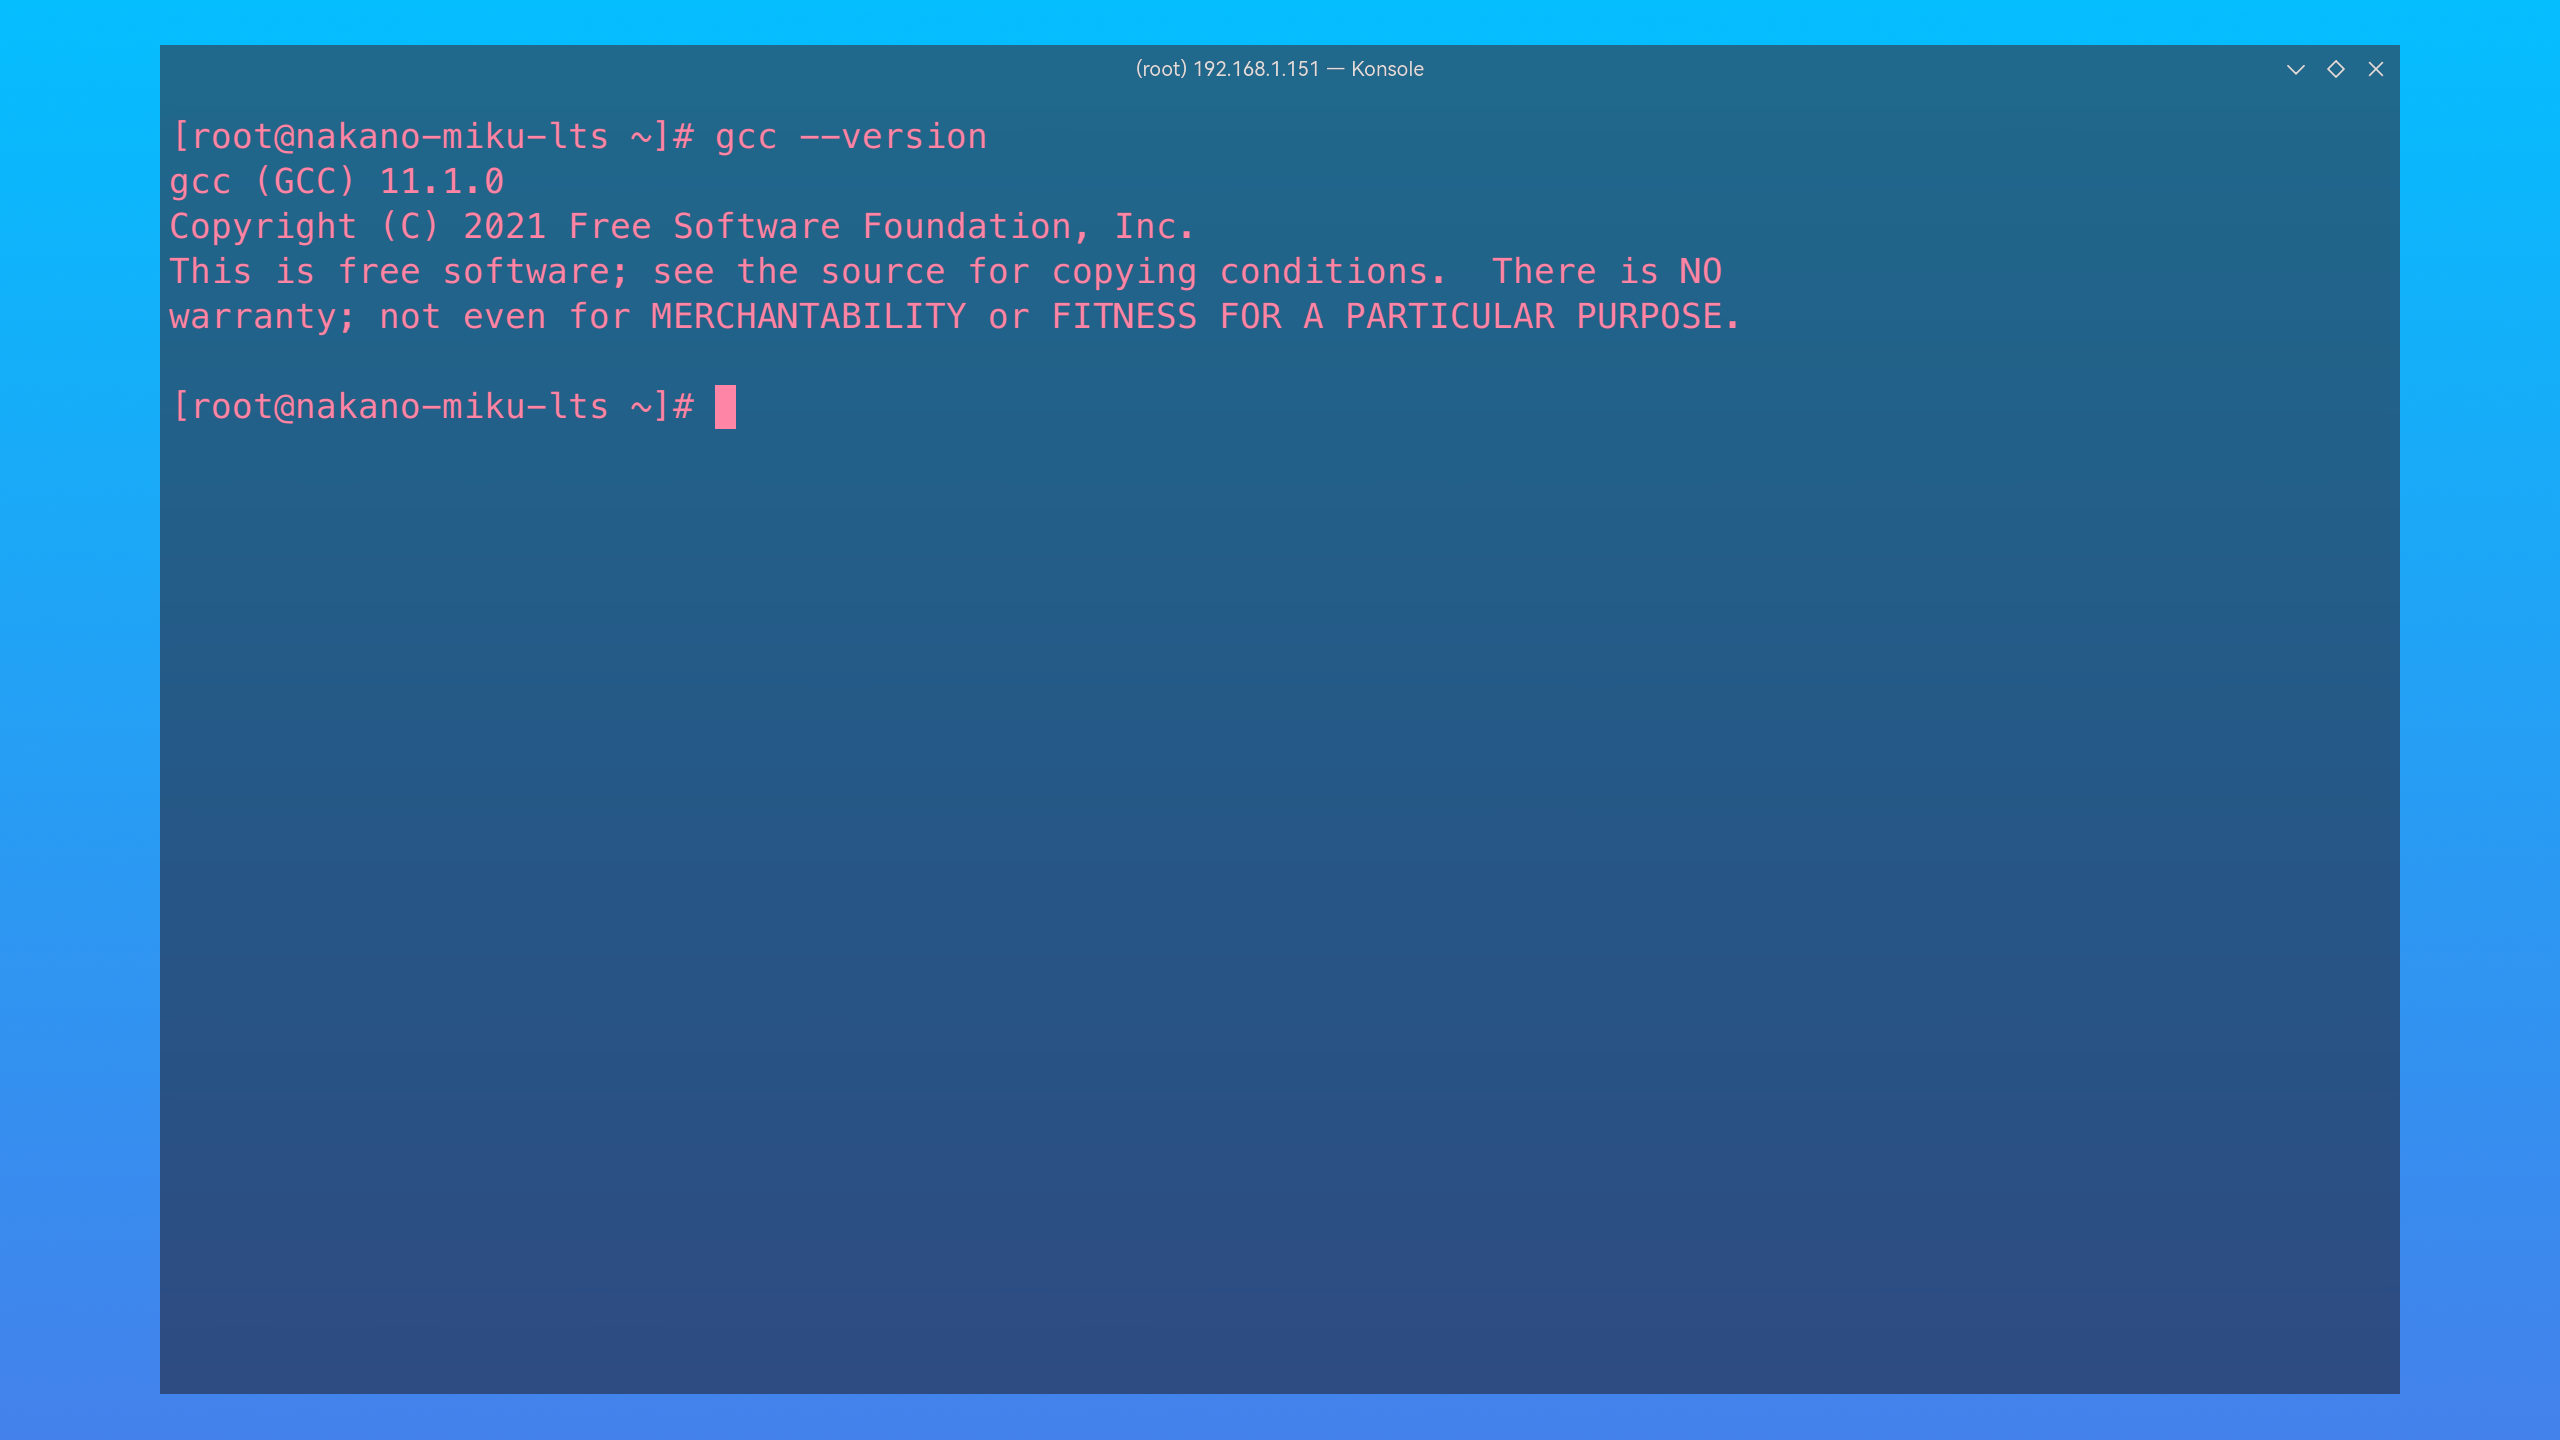 (root) 192.168.1.151 — Konsole
[root@nakano-miku-lts ~]# gcc --version
gcc (GCC) 11.1.0
Copyright (C) 2021 Free Software Foundation, Inc.
This is free software; see the source for copying conditions.  There is NO
warranty; not even for MERCHANTABILITY or FITNESS FOR A PARTICULAR PURPOSE.
[root@nakano-miku-lts ~]#